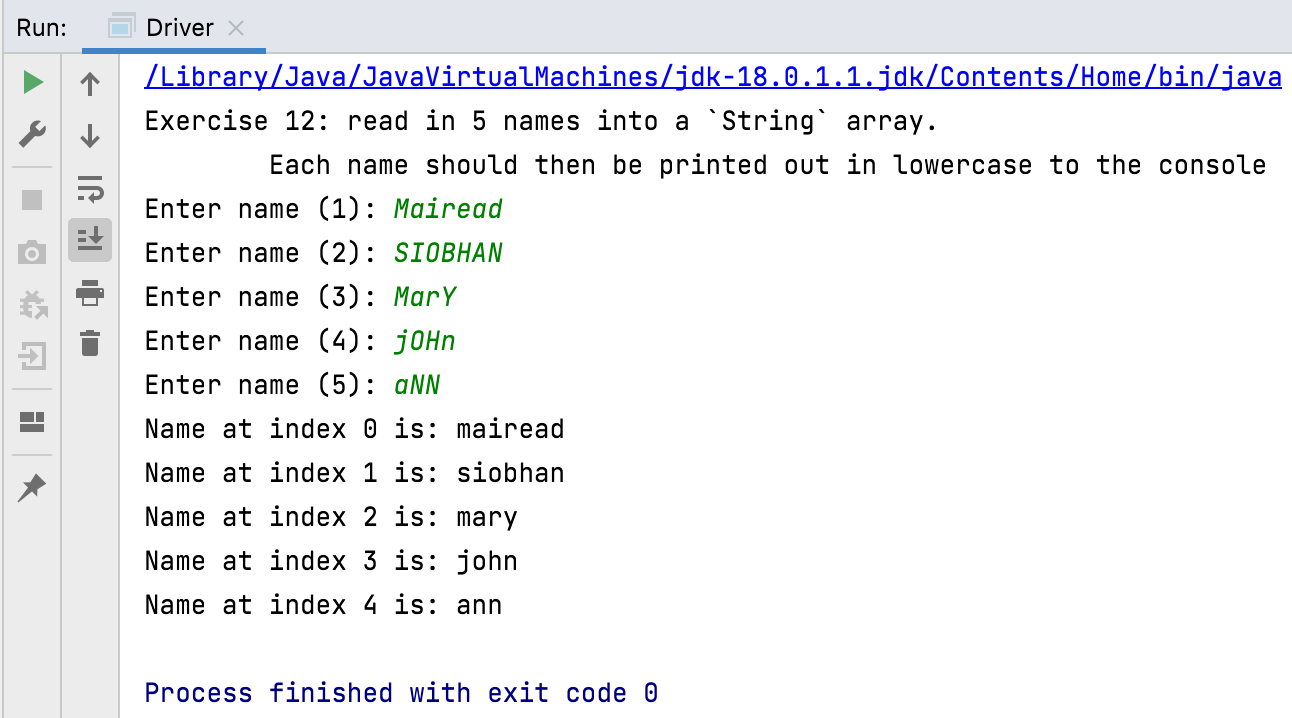 Run: Driver
/Library/Java/JavaVirtualMachines/jdk-18.0.1.1.jdk/Contents/Home/bin/java
Exercise 12: read in 5 names into a `String` array.
        Each name should then be printed out in lowercase to the console
Enter name (1): Mairead
Enter name (2): SIOBHAN
Enter name (3): MarY
Enter name (4): jOHn
Enter name (5): aNN
Name at index 0 is: mairead
Name at index 1 is: siobhan
Name at index 2 is: mary
Name at index 3 is: john
Name at index 4 is: ann
Process finished with exit code 0